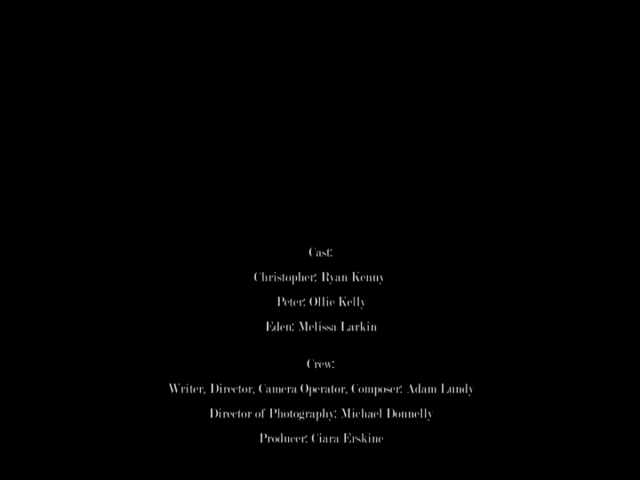 Cast:
Christopher: Ryan Kenny
Peter: Ollie Kelly
Eden: Melissa Larkin
Crew:
Writer, Director, Camera Operator, Composer: Adam Lundy
Director of Photography: Michael Donnelly
Producer: Ciara Erskine